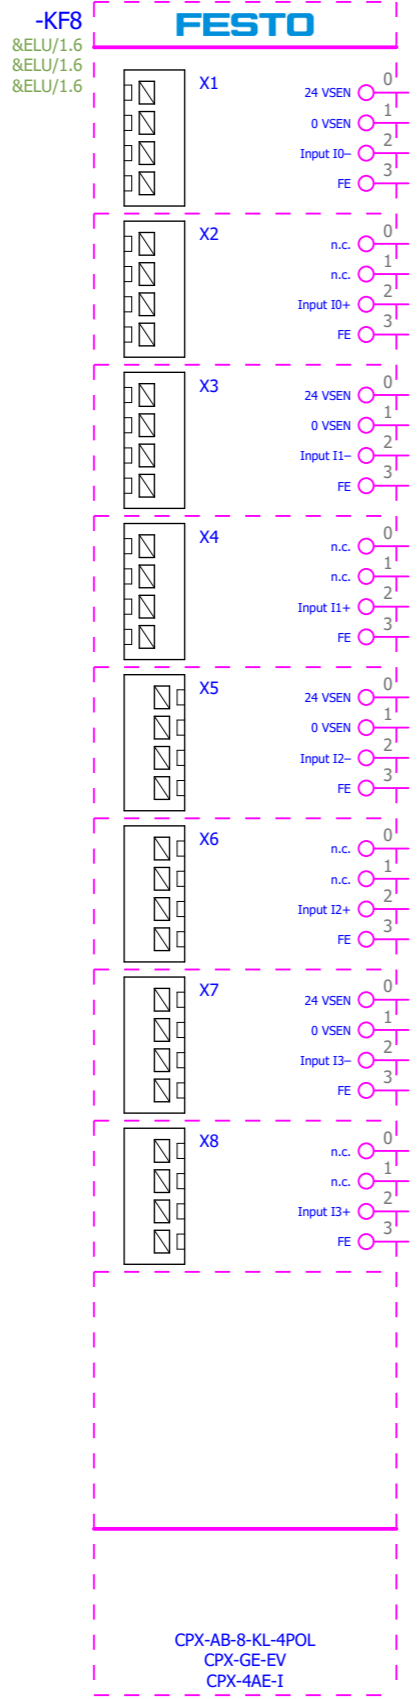 -KF8
FESTO
&ELU/1.6
&ELU/1.6
&ELU/1.6
X1
24 VSEN 0
0 VSEN 1
Input I0– 2
FE 3
X2
n.c. 0
n.c. 1
Input I0+ 2
FE 3
X3
24 VSEN 0
0 VSEN 1
Input I1– 2
FE 3
X4
n.c. 0
n.c. 1
Input I1+ 2
FE 3
X5
24 VSEN 0
0 VSEN 1
Input I2– 2
FE 3
X6
n.c. 0
n.c. 1
Input I2+ 2
FE 3
X7
24 VSEN 0
0 VSEN 1
Input I3– 2
FE 3
X8
n.c. 0
n.c. 1
Input I3+ 2
FE 3
CPX-AB-8-KL-4POL
CPX-GE-EV
CPX-4AE-I